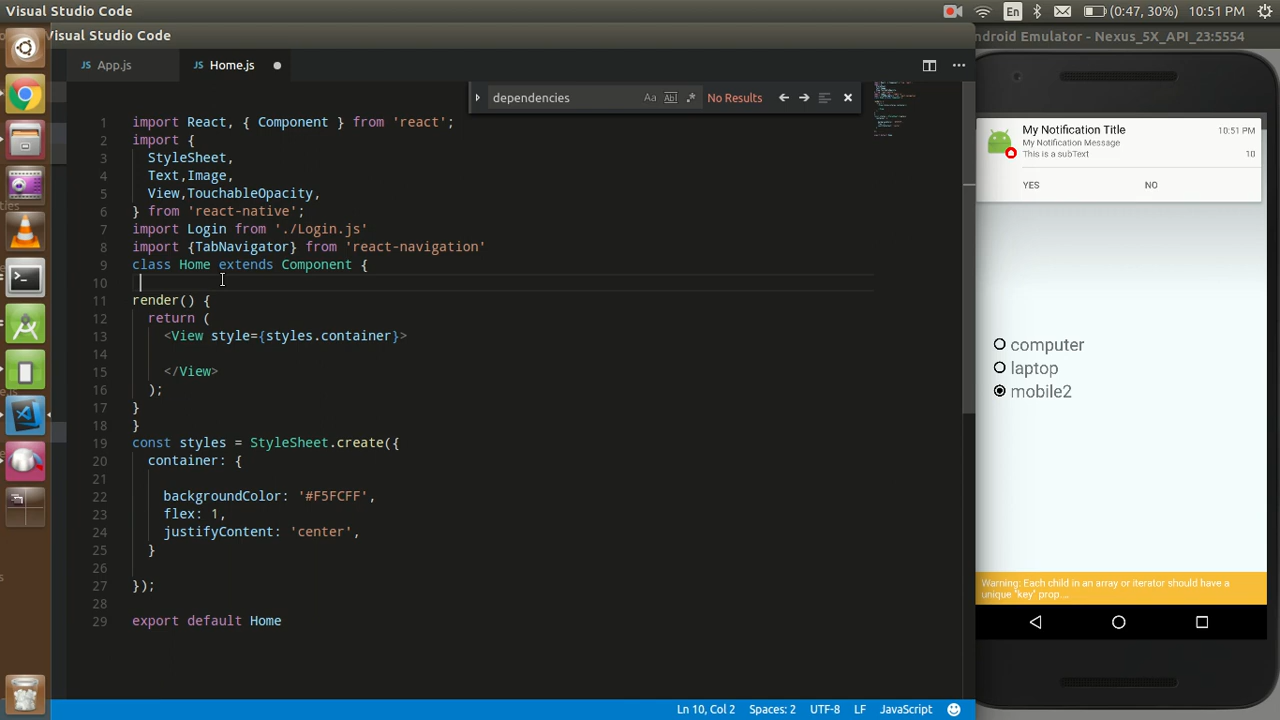 Visual Studio Code
En
(0:47, 30%)
10:51 PM
Visual Studio Code
Android Emulator - Nexus_5X_API_23:5554
JS App.js
JS Home.js
dependencies
Aa
Abl
.*
No Results
1 import React, { Component } from 'react';
2 import {
3   StyleSheet,
4   Text,Image,
5   View,TouchableOpacity,
6 } from 'react-native';
7 import Login from './Login.js'
8 import {TabNavigator} from 'react-navigation'
9 class Home extends Component {
10
11 render() {
12   return (
13     <View style={styles.container}>
14
15     </View>
16   );
17 }
18 }
19 const styles = StyleSheet.create({
20   container: {
21
22     backgroundColor: '#F5FCFF',
23     flex: 1,
24     justifyContent: 'center',
25   }
26
27 });
28
29 export default Home
Ln 10, Col 2
Spaces: 2
UTF-8
LF
JavaScript
My Notification Title
10:51 PM
My Notification Message
This is a subText
10
YES
NO
computer
laptop
mobile2
Warning: Each child in an array or iterator should have a
unique "key" prop...